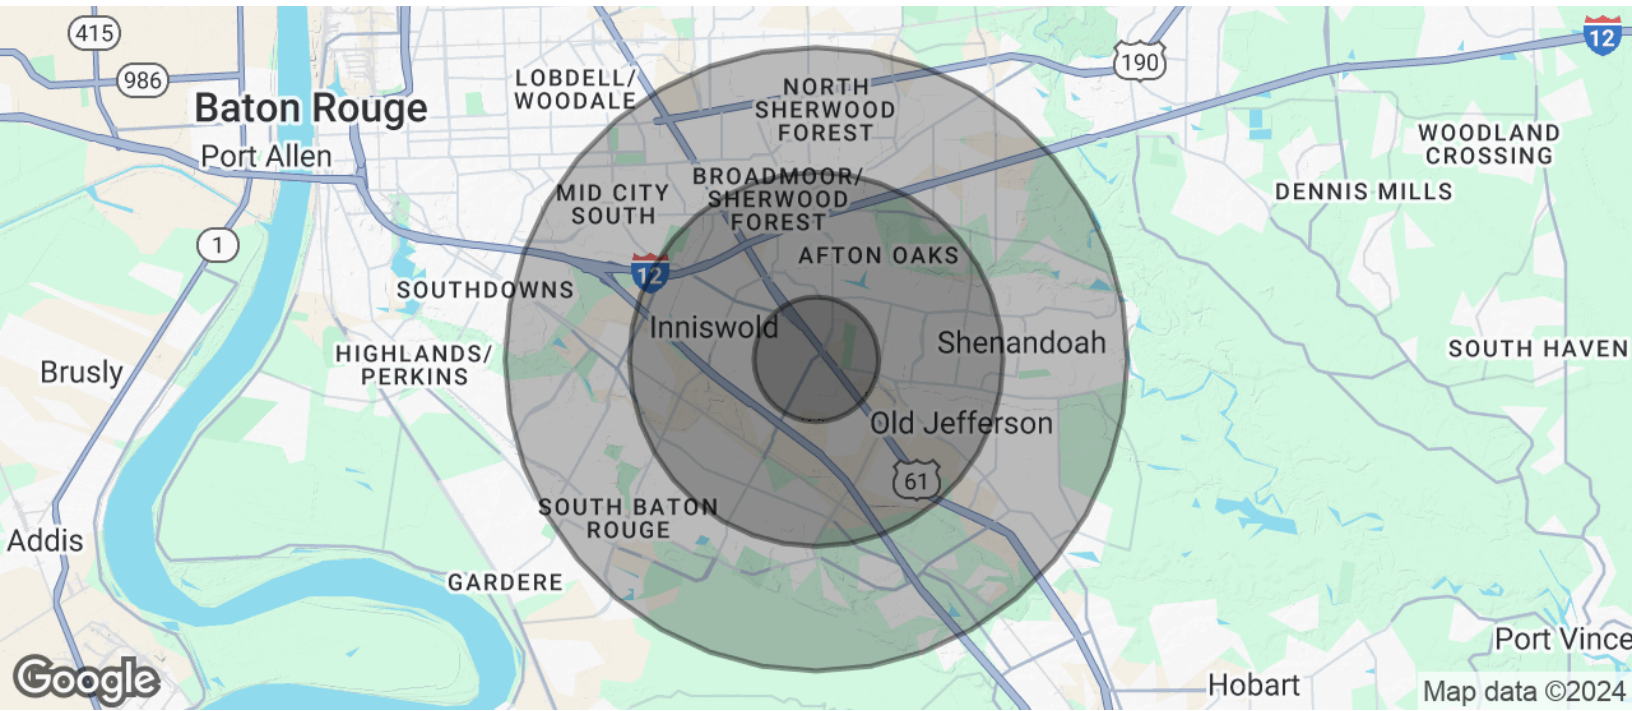 415
12
190
986
LOBDELL/
WOODALE
NORTH
SHERWOOD
FOREST
Baton Rouge
Port Allen
WOODLAND
CROSSING
MID CITY
SOUTH
BROADMOOR/
SHERWOOD
FOREST
DENNIS MILLS
1
AFTON OAKS
12
SOUTHDOWNS
Inniswold
Shenandoah
SOUTH HAVEN
HIGHLANDS/
PERKINS
Brusly
Old Jefferson
61
SOUTH BATON
ROUGE
Addis
GARDERE
Port Vince
Google
Hobart
Map data ©2024